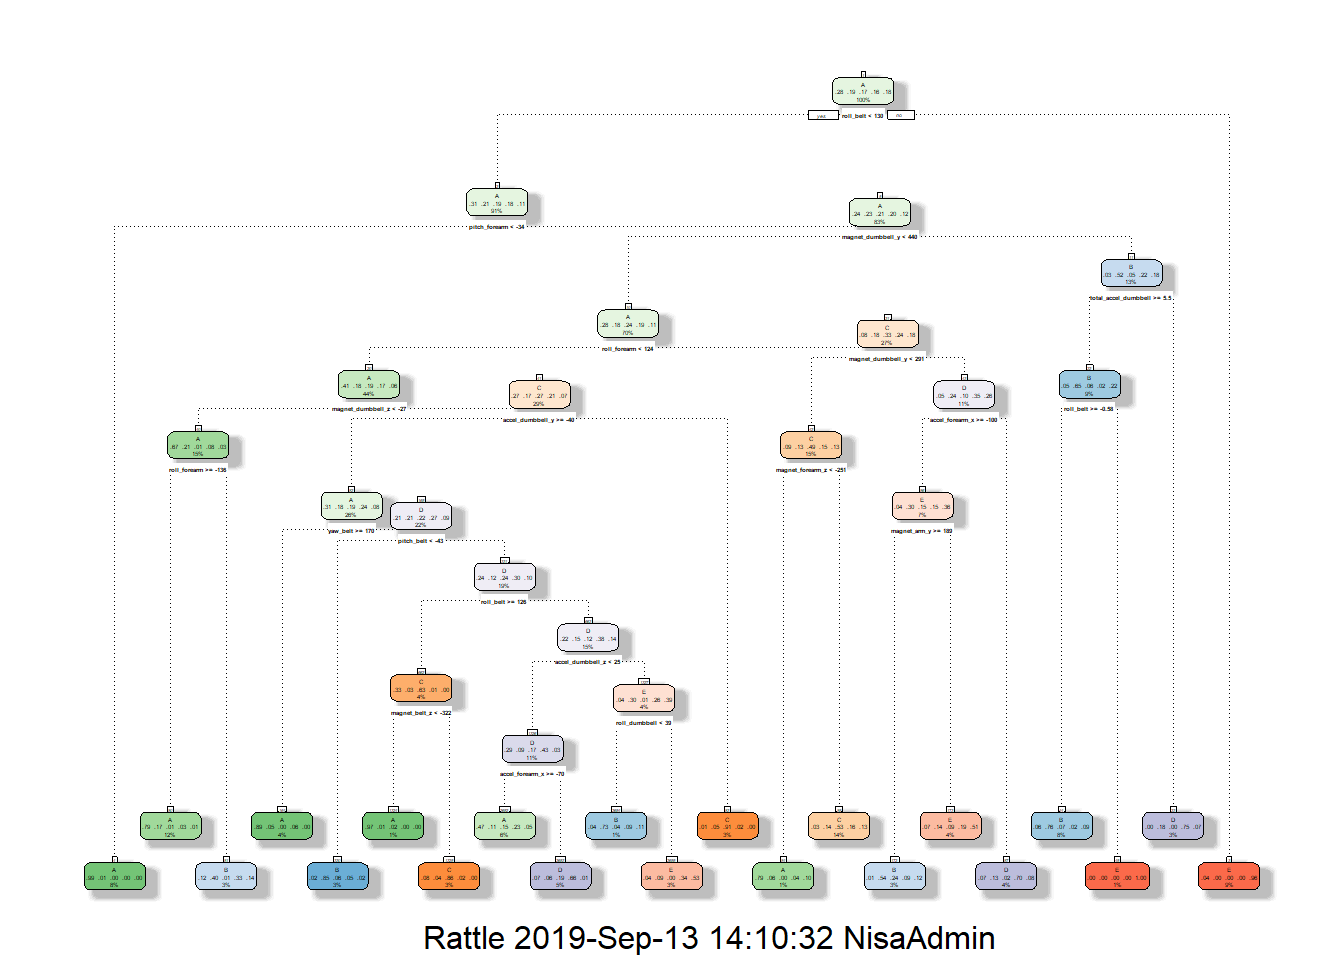 A
.28 .19 .17 .16 .18
100%
yes
roll_belt < 130
no
A
.31 .21 .19 .18 .11
91%
pitch_forearm < -34
A
.24 .23 .21 .20 .12
83%
magnet_dumbbell_y < 440
B
.03 .52 .05 .22 .18
13%
total_accel_dumbbell >= 5.5
A
.28 .18 .24 .19 .11
70%
roll_forearm < 124
C
.08 .18 .33 .24 .18
27%
magnet_dumbbell_y < 291
A
.41 .18 .19 .17 .06
44%
magnet_dumbbell_z < -27
C
.27 .17 .27 .21 .07
29%
accel_dumbbell_y >= -40
D
.05 .24 .10 .35 .26
11%
accel_forearm_x >= -100
B
.05 .65 .06 .02 .22
9%
roll_belt >= -0.58
A
.67 .21 .01 .08 .03
15%
roll_forearm >= -136
C
.09 .13 .49 .15 .13
15%
magnet_forearm_z < -251
A
.31 .18 .19 .24 .08
26%
yaw_belt >= 170
D
.21 .21 .22 .27 .09
22%
pitch_belt < -43
E
.04 .30 .15 .15 .36
7%
magnet_arm_y >= 189
D
.24 .12 .24 .30 .10
19%
roll_belt >= 126
D
.22 .15 .12 .38 .14
15%
accel_dumbbell_z < 25
C
.33 .03 .63 .01 .00
4%
magnet_belt_z < -322
E
.04 .30 .01 .26 .39
4%
roll_dumbbell < 39
D
.29 .09 .17 .43 .03
11%
accel_forearm_x >= -70
A
.79 .17 .01 .03 .01
12%
A
.89 .05 .00 .06 .00
4%
A
.97 .01 .02 .00 .00
1%
A
.47 .11 .15 .23 .05
6%
B
.04 .73 .04 .09 .11
1%
C
.01 .05 .91 .02 .00
3%
C
.03 .14 .53 .16 .13
14%
E
.07 .14 .09 .19 .51
4%
B
.06 .76 .07 .02 .09
8%
D
.00 .18 .00 .75 .07
3%
A
.99 .01 .00 .00 .00
8%
B
.12 .40 .01 .33 .14
3%
B
.02 .85 .06 .05 .02
3%
C
.08 .04 .86 .02 .00
3%
D
.07 .06 .19 .66 .01
5%
E
.04 .09 .00 .34 .53
3%
A
.79 .06 .00 .04 .10
1%
B
.01 .54 .24 .09 .12
3%
D
.07 .13 .02 .70 .08
4%
E
.00 .00 .00 .00 1.00
1%
E
.04 .00 .00 .00 .96
9%
Rattle 2019-Sep-13 14:10:32 NisaAdmin